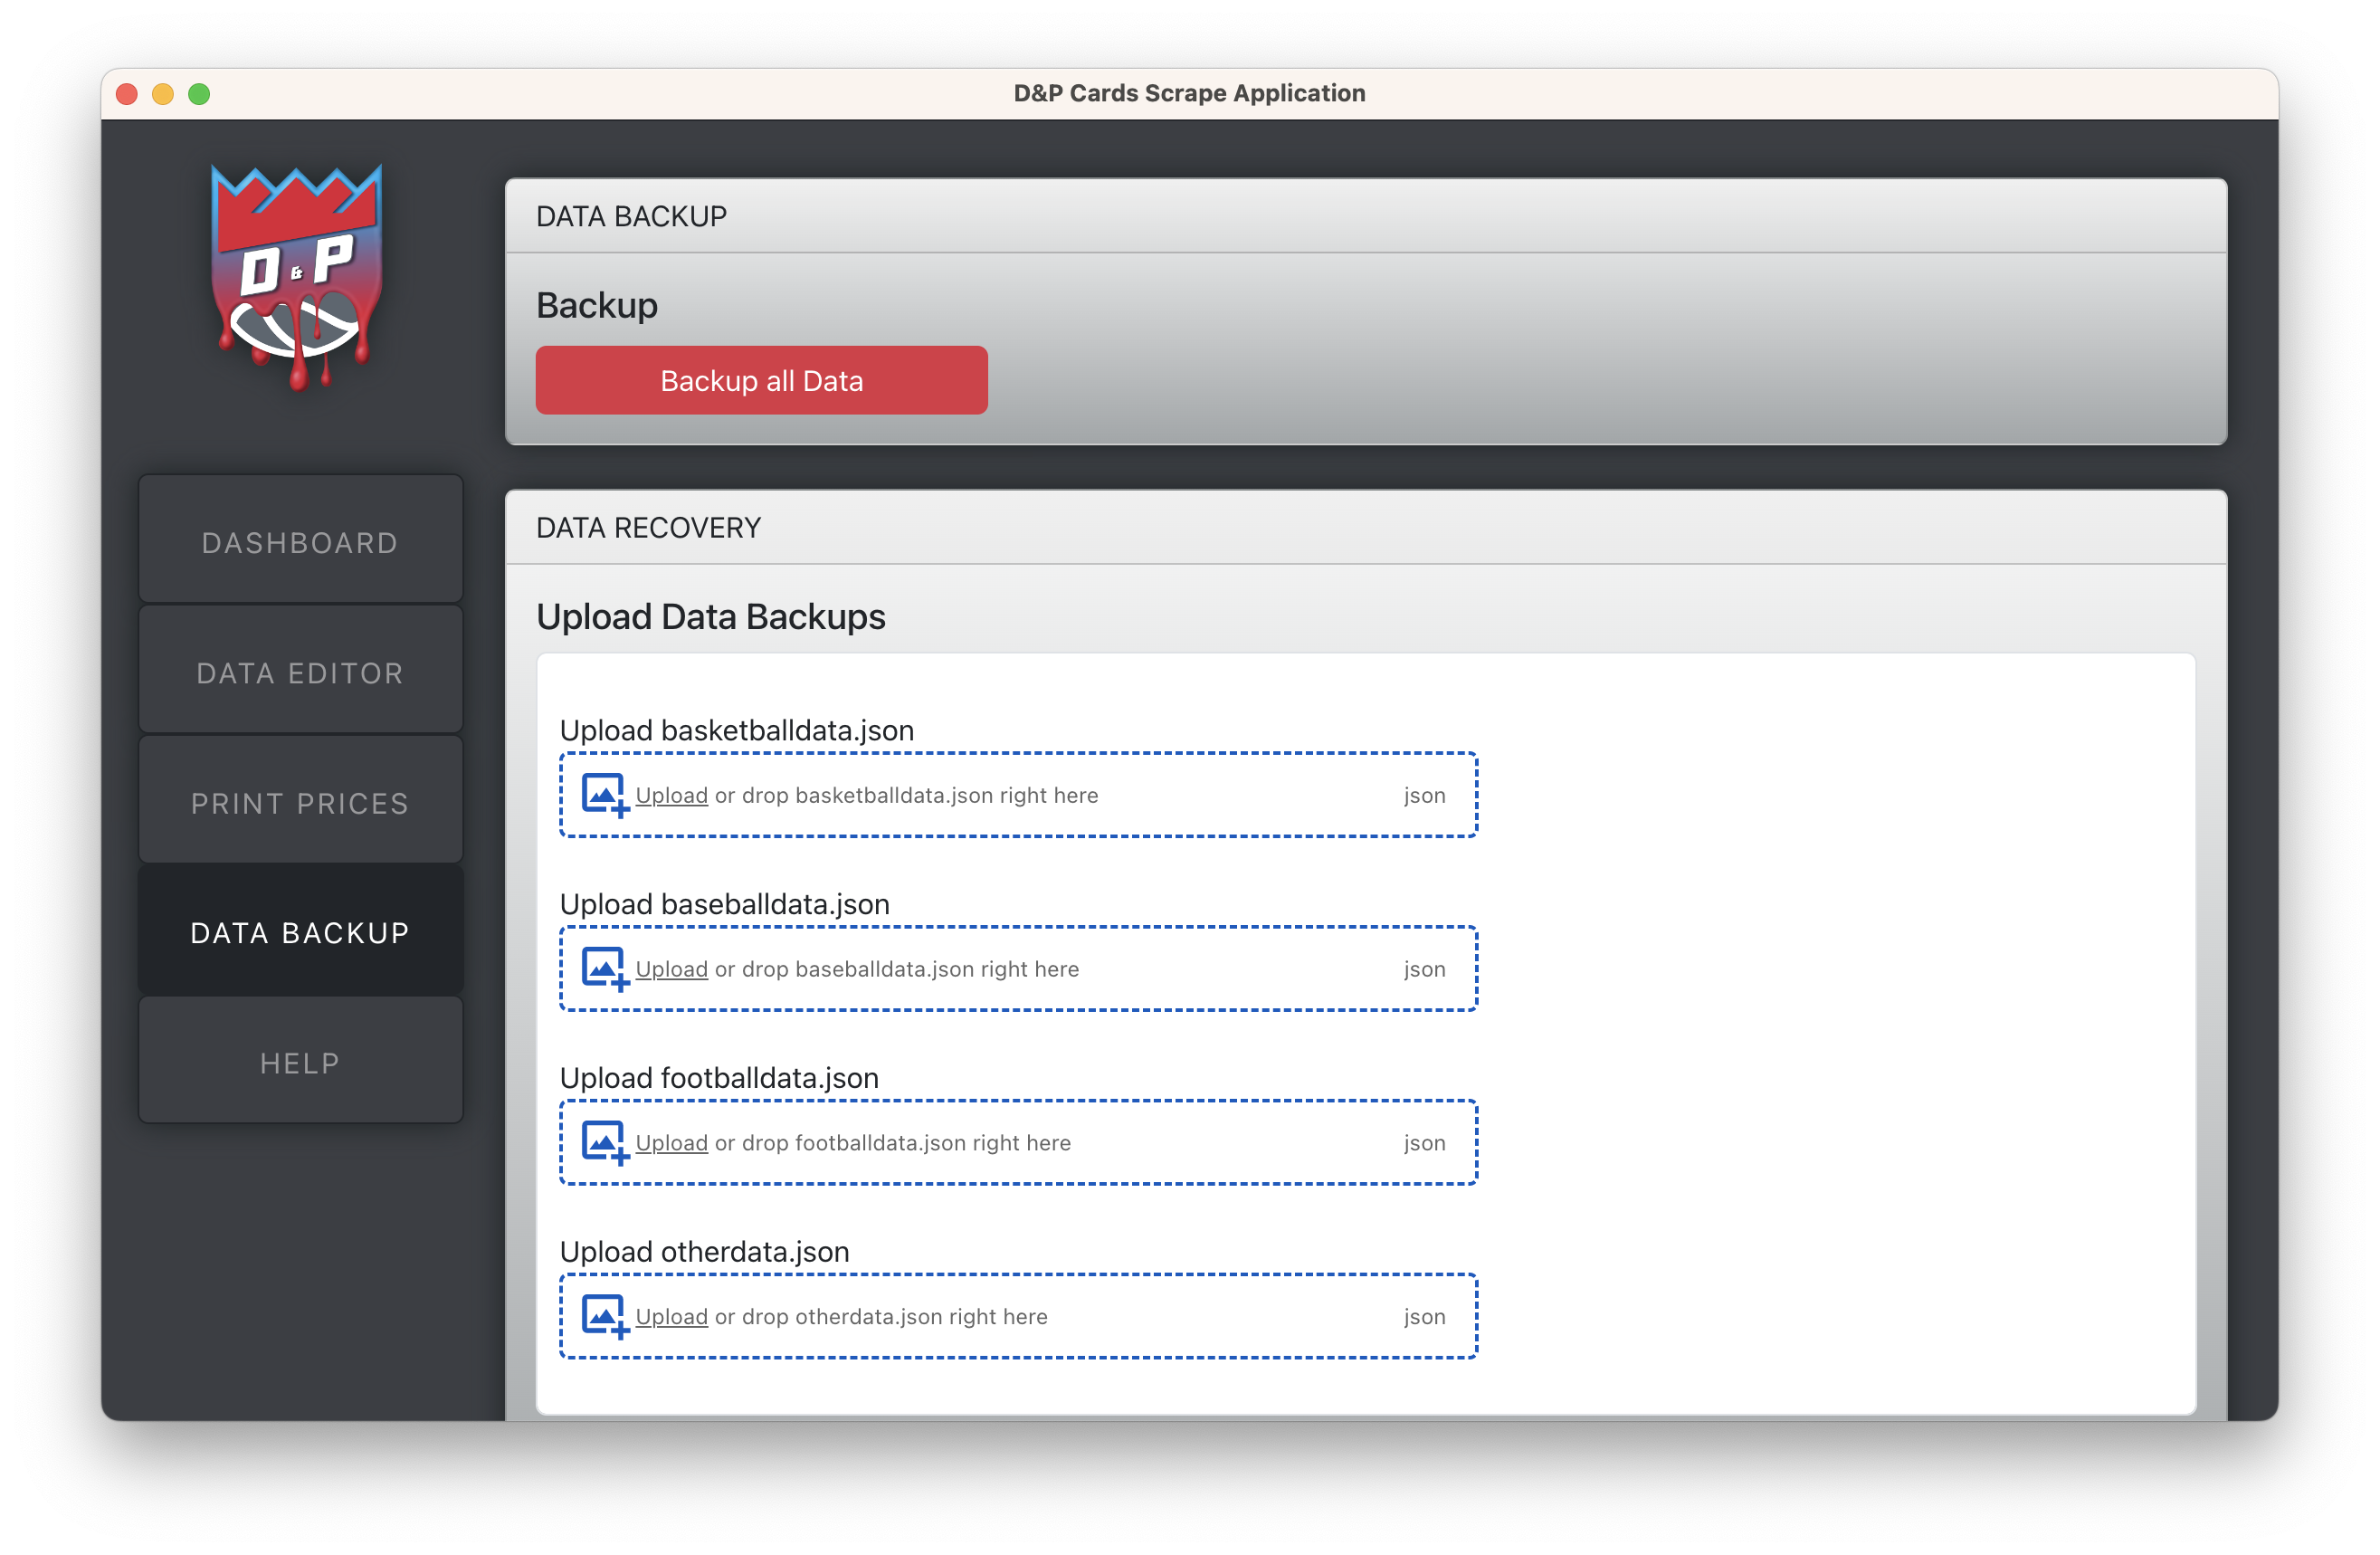 D&P Cards Scrape Application
D & P
DASHBOARD
DATA EDITOR
PRINT PRICES
DATA BACKUP
HELP
DATA BACKUP
Backup
Backup all Data
DATA RECOVERY
Upload Data Backups
Upload basketballdata.json
Upload or drop basketballdata.json right here json
Upload baseballdata.json
Upload or drop baseballdata.json right here json
Upload footballdata.json
Upload or drop footballdata.json right here json
Upload otherdata.json
Upload or drop otherdata.json right here json